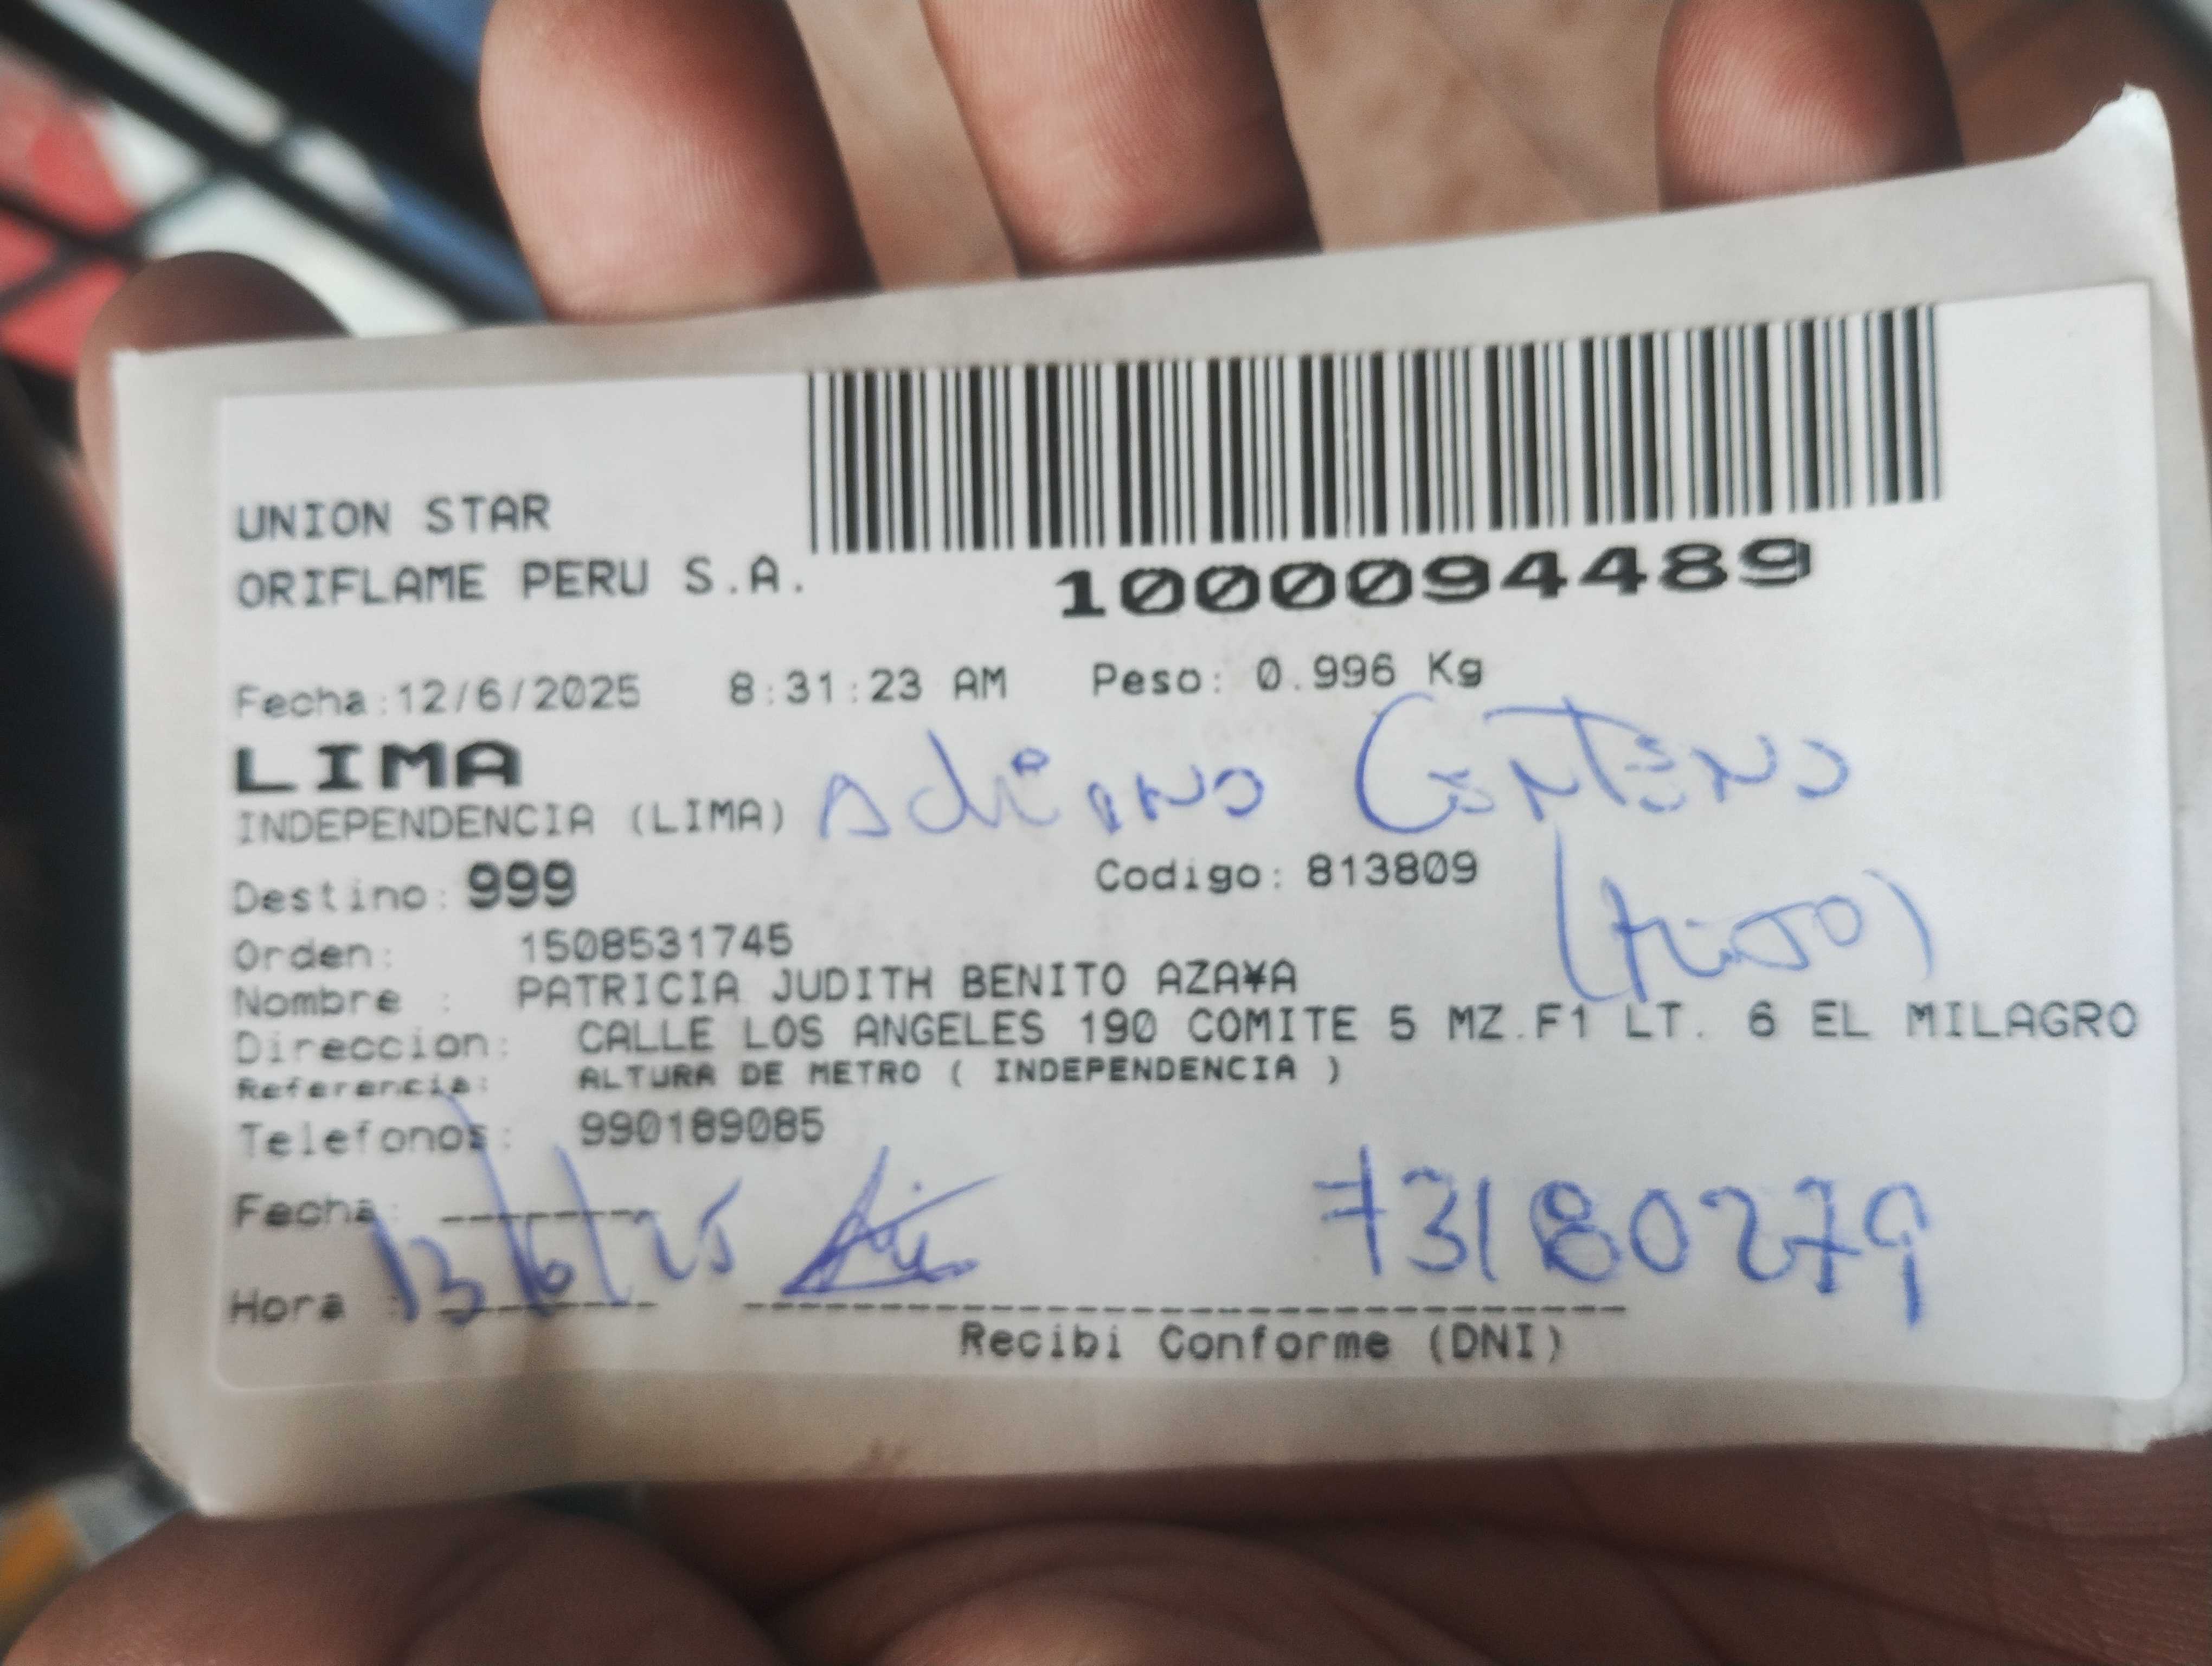 UNION STAR
ORIFLAME PERU S.A.
1000094489
Fecha:12/6/2025 8:31:23 AM Peso: 0.996 Kg
LIMA
INDEPENDENCIA (LIMA) Adriano Centeno
Destino: 999 Codigo: 813809
Orden: 1508531745
Nombre : PATRICIA JUDITH BENITO AZA¥A
Direccion: CALLE LOS ANGELES 190 COMITE 5 MZ.F1 LT. 6 EL MILAGRO
Referencia: ALTURA DE METRO ( INDEPENDENCIA )
Telefonos: 990189085
Fecha: 13/6/25 73180279
Hora :
Recibi Conforme (DNI)